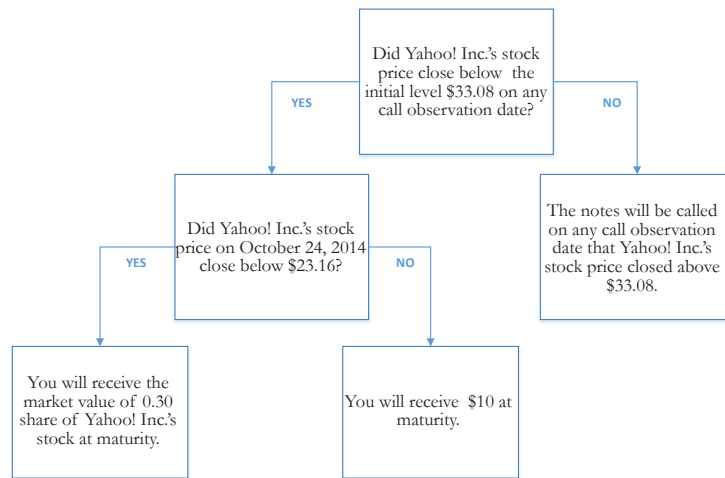 Did Yahoo! Inc.'s stock
price close below the
initial level $33.08 on any
call observation date?
YES
NO
Did Yahoo! Inc.'s stock
price on October 24, 2014
close below $23.16?
The notes will be called
on any call observation
date that Yahoo! Inc.'s
stock price closed above
$33.08.
YES
NO
You will receive the
market value of 0.30
share of Yahoo! Inc.'s
stock at maturity.
You will receive $10 at
maturity.